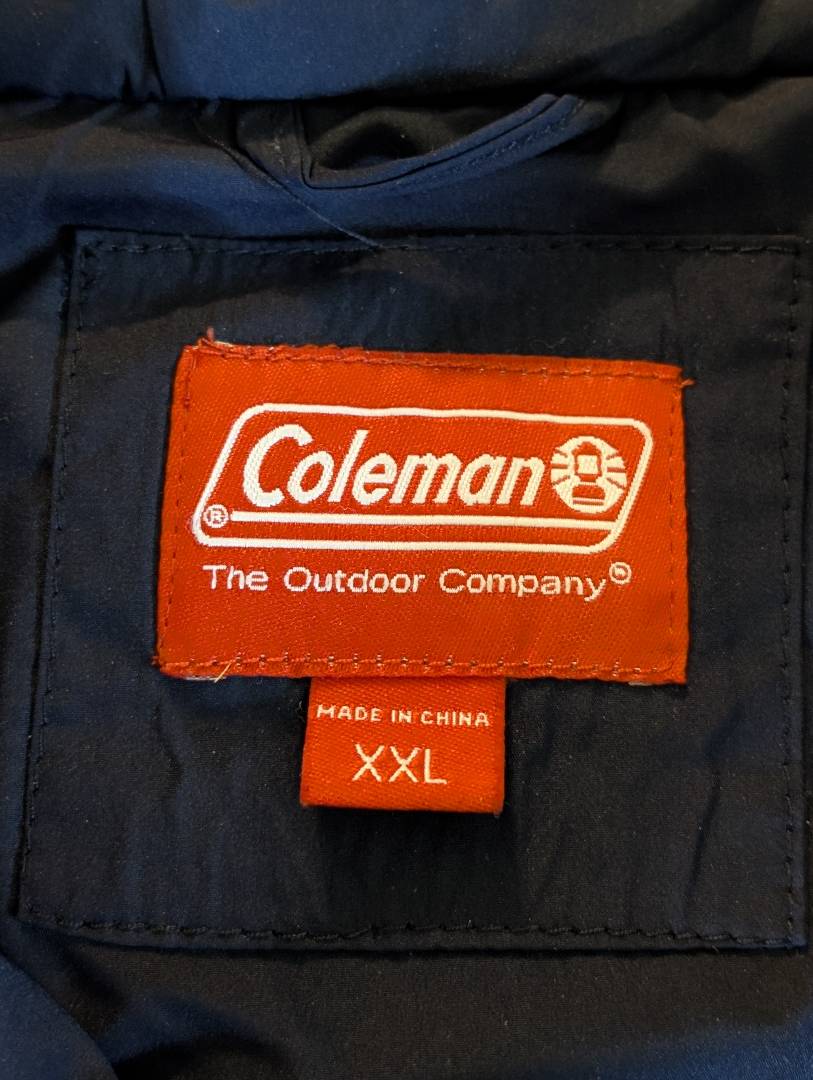 Coleman
®
The Outdoor Company®
MADE IN CHINA
XXL